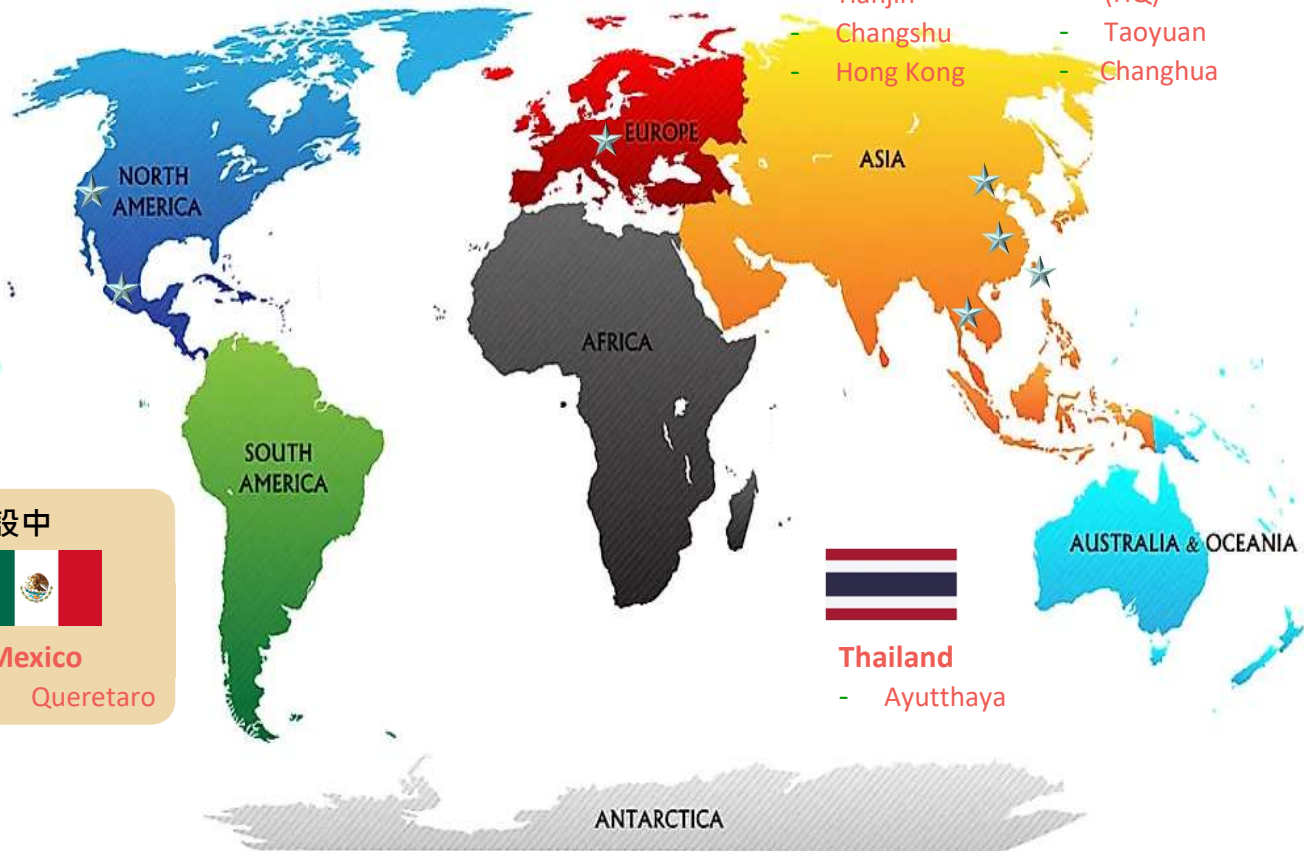 - Changshu
- Taoyuan
- Hong Kong
- Changhua
EUROPE
ASIA
NORTH
AMERICA
AFRICA
SOUTH
AMERICA
AUSTRALIA & OCEANIA
設中
Mexico
Queretaro
Thailand
- Ayutthaya
ANTARCTICA